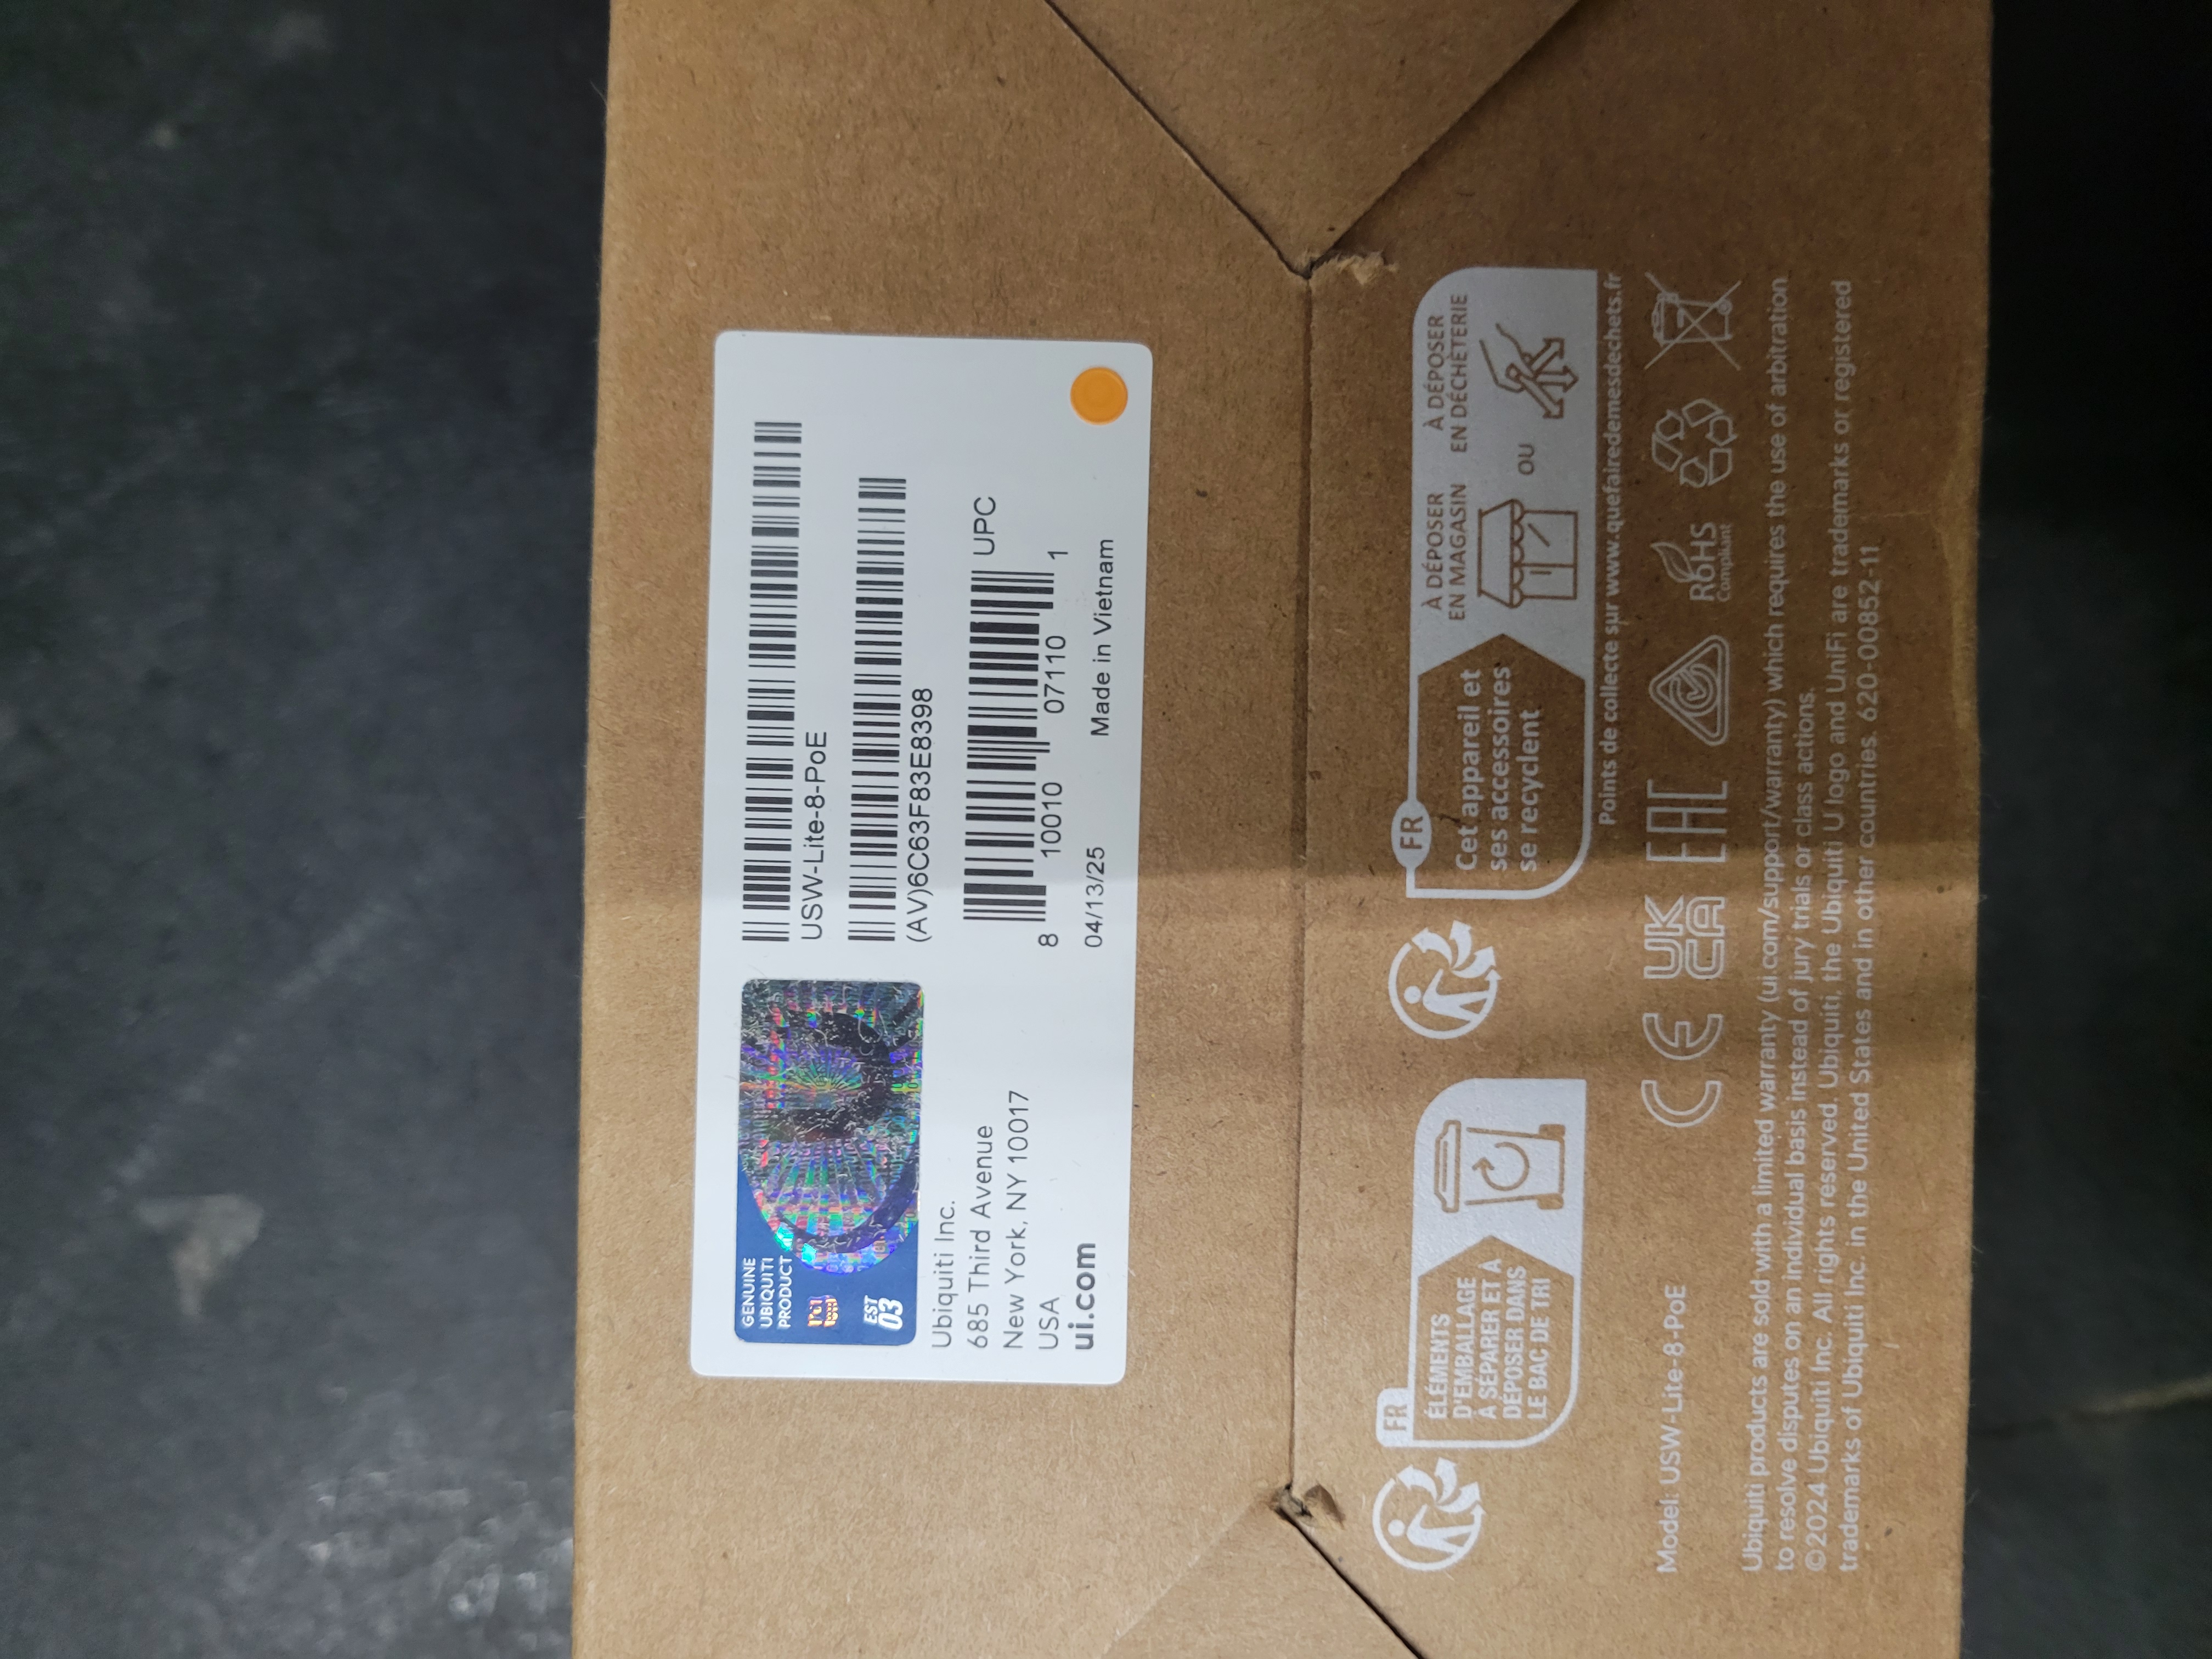 GENUINE
UBIQUITI
PRODUCT
EST
03
Ubiquiti Inc.
685 Third Avenue
New York, NY 10017
USA
ui.com
USW-Lite-8-PoE
(AV)6C63F83E8398
UPC
8 10010 07110 1
04/13/25 Made in Vietnam
FR
ÉLÉMENTS
D'EMBALLAGE
À SÉPARER ET À
DÉPOSER DANS
LE BAC DE TRI
FR
Cet appareil et
ses accessoires
se recyclent
À DÉPOSER
EN MAGASIN
OU
À DÉPOSER
EN DÉCHÈTERIE
Points de collecte sur www.quefairedemesdechets.fr
Model: USW-Lite-8-PoE
CE UK CA EAC RoHS
Compliant
Ubiquiti products are sold with a limited warranty (ui.com/support/warranty) which requires the use of arbitration
to resolve disputes on an individual basis instead of jury trials or class actions.
©2024 Ubiquiti Inc. All rights reserved. Ubiquiti, the Ubiquiti U logo and UniFi are trademarks or registered
trademarks of Ubiquiti Inc. in the United States and in other countries. 620-00852-11